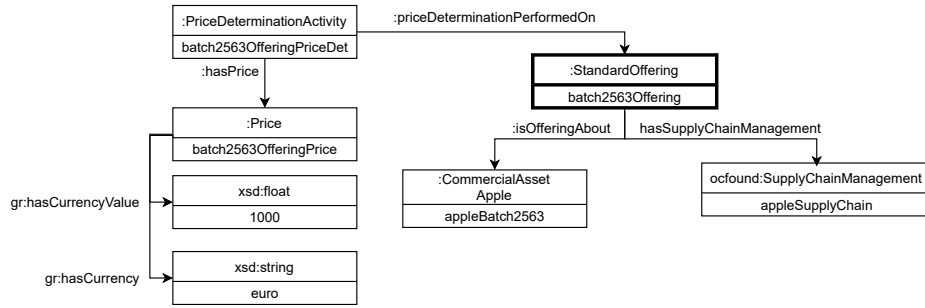 :PriceDeterminationActivity
batch2563OfferingPriceDet
:priceDeterminationPerformedOn
:hasPrice
:StandardOffering
batch2563Offering
:Price
batch2563OfferingPrice
:isOfferingAbout
hasSupplyChainManagement
gr:hasCurrencyValue
xsd:float
1000
:CommercialAsset
Apple
appleBatch2563
ocfound:SupplyChainManagement
appleSupplyChain
gr:hasCurrency
xsd:string
euro